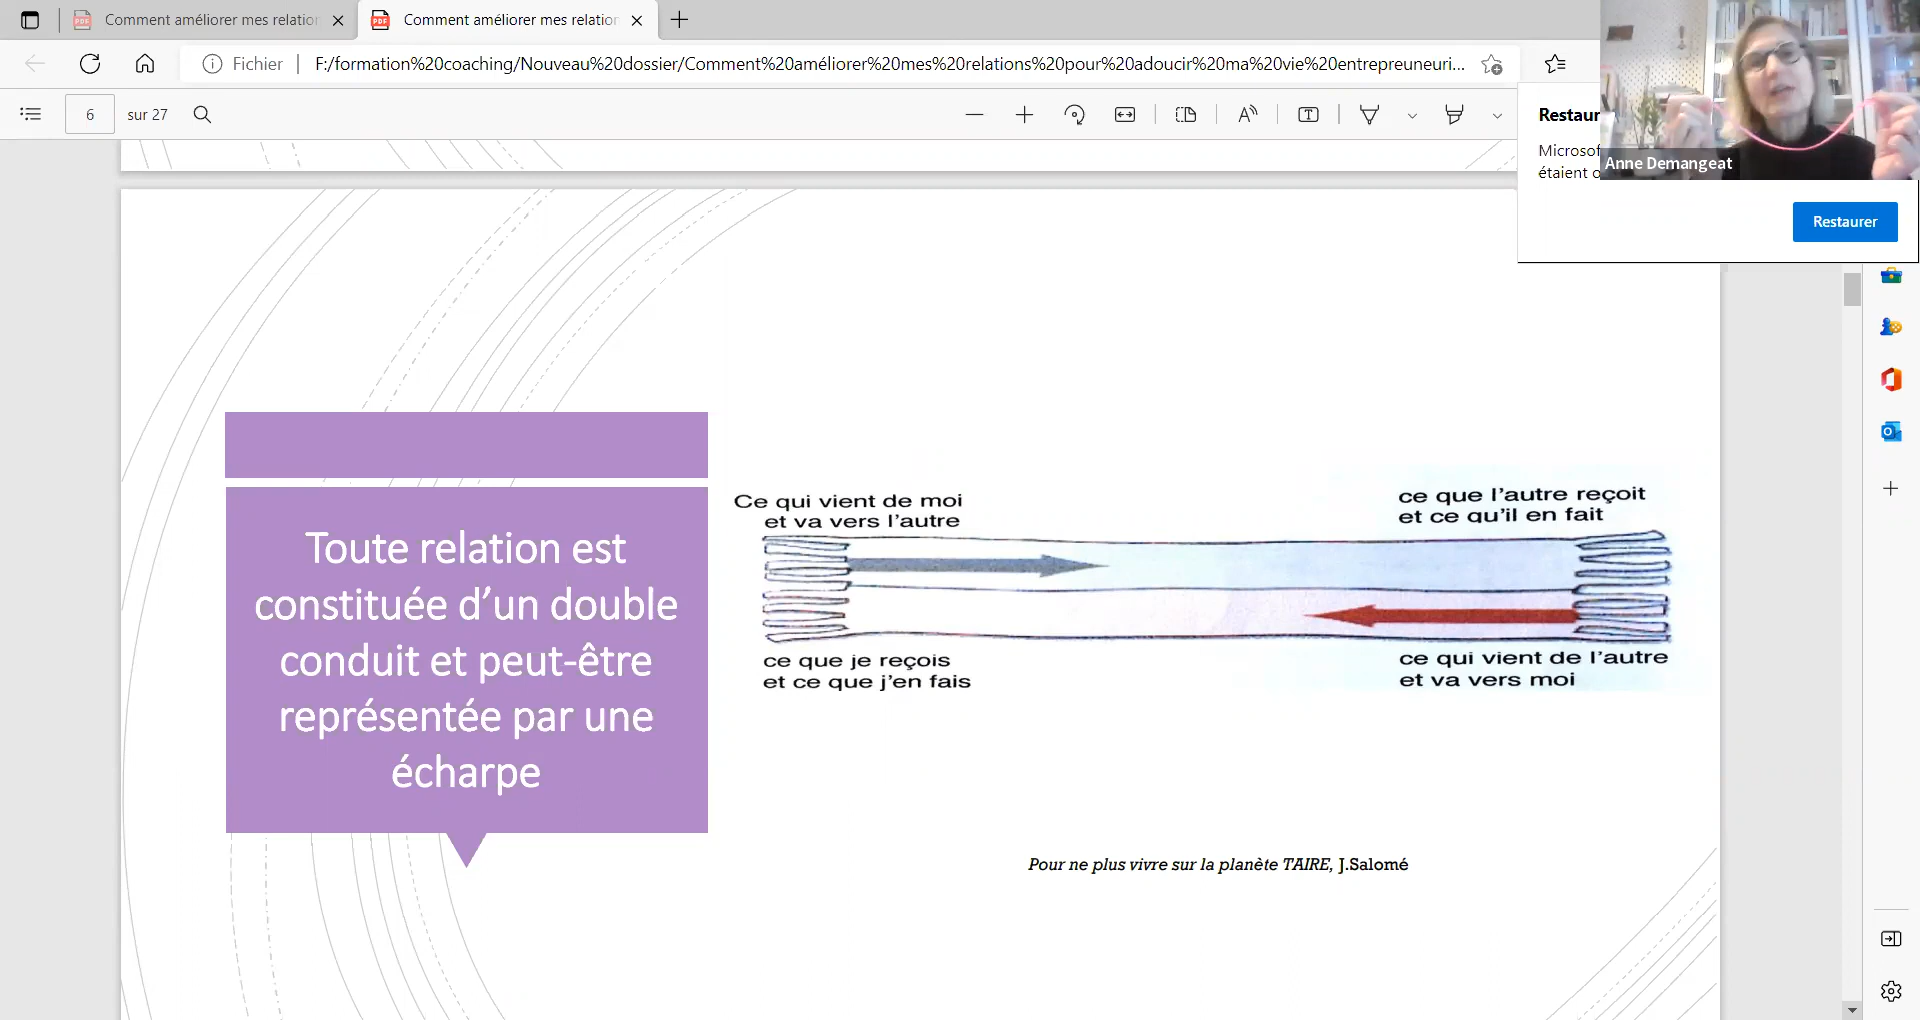 Comment améliorer mes relation
Comment améliorer mes relation
Fichier
F:/formation%20coaching/Nouveau%20dossier/Comment%20améliorer%20mes%20relations%20pour%20adoucir%20ma%20vie%20entrepreuneuri...
6
sur 27
Restaur
Microsof
étaient o
Anne Demangeat
Restaurer
Toute relation est
constituée d'un double
conduit et peut-être
représentée par une
écharpe
Ce qui vient de moi
et va vers l'autre
ce que l'autre reçoit
et ce qu'il en fait
ce que je reçois
et ce que j'en fais
ce qui vient de l'autre
et va vers moi
Pour ne plus vivre sur la planète TAIRE, J.Salomé